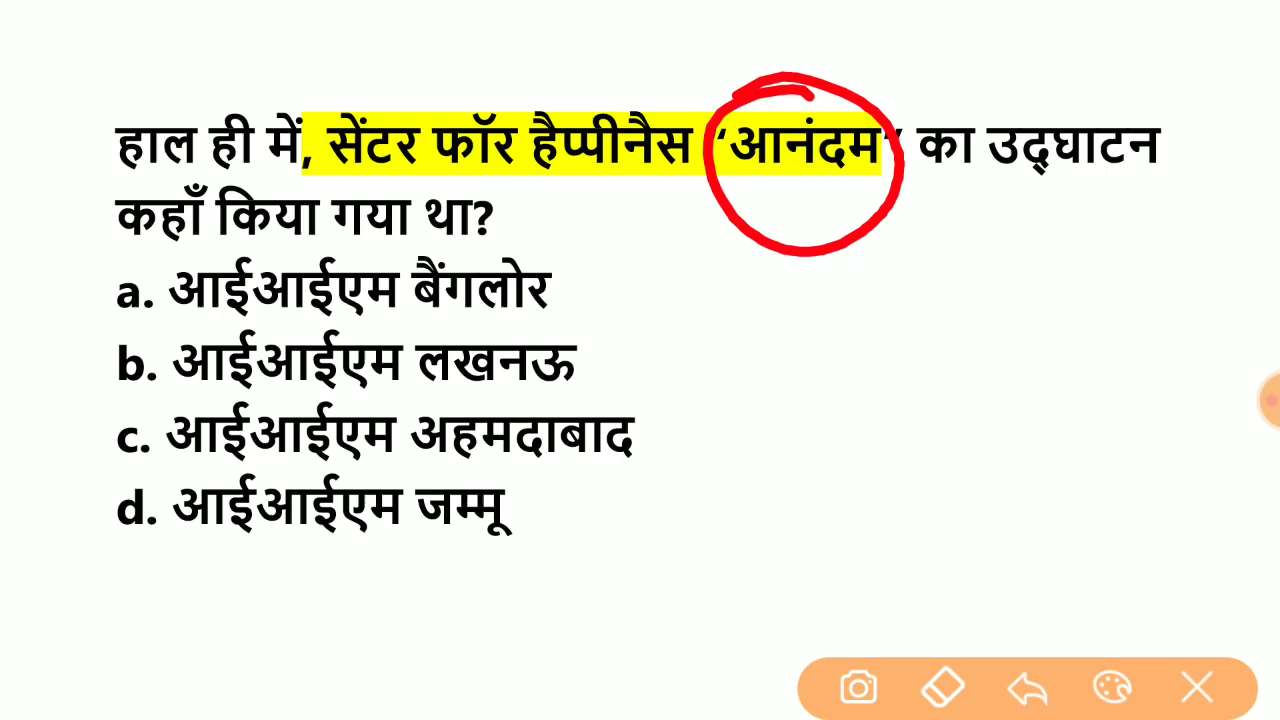 हाल ही में, सेंटर फॉर हैप्पीनैस ‘आनंदम’ का उद्घाटन
कहाँ किया गया था?
a. आईआईएम बैंगलोर
b. आईआईएम लखनऊ
c. आईआईएम अहमदाबाद
d. आईआईएम जम्मू